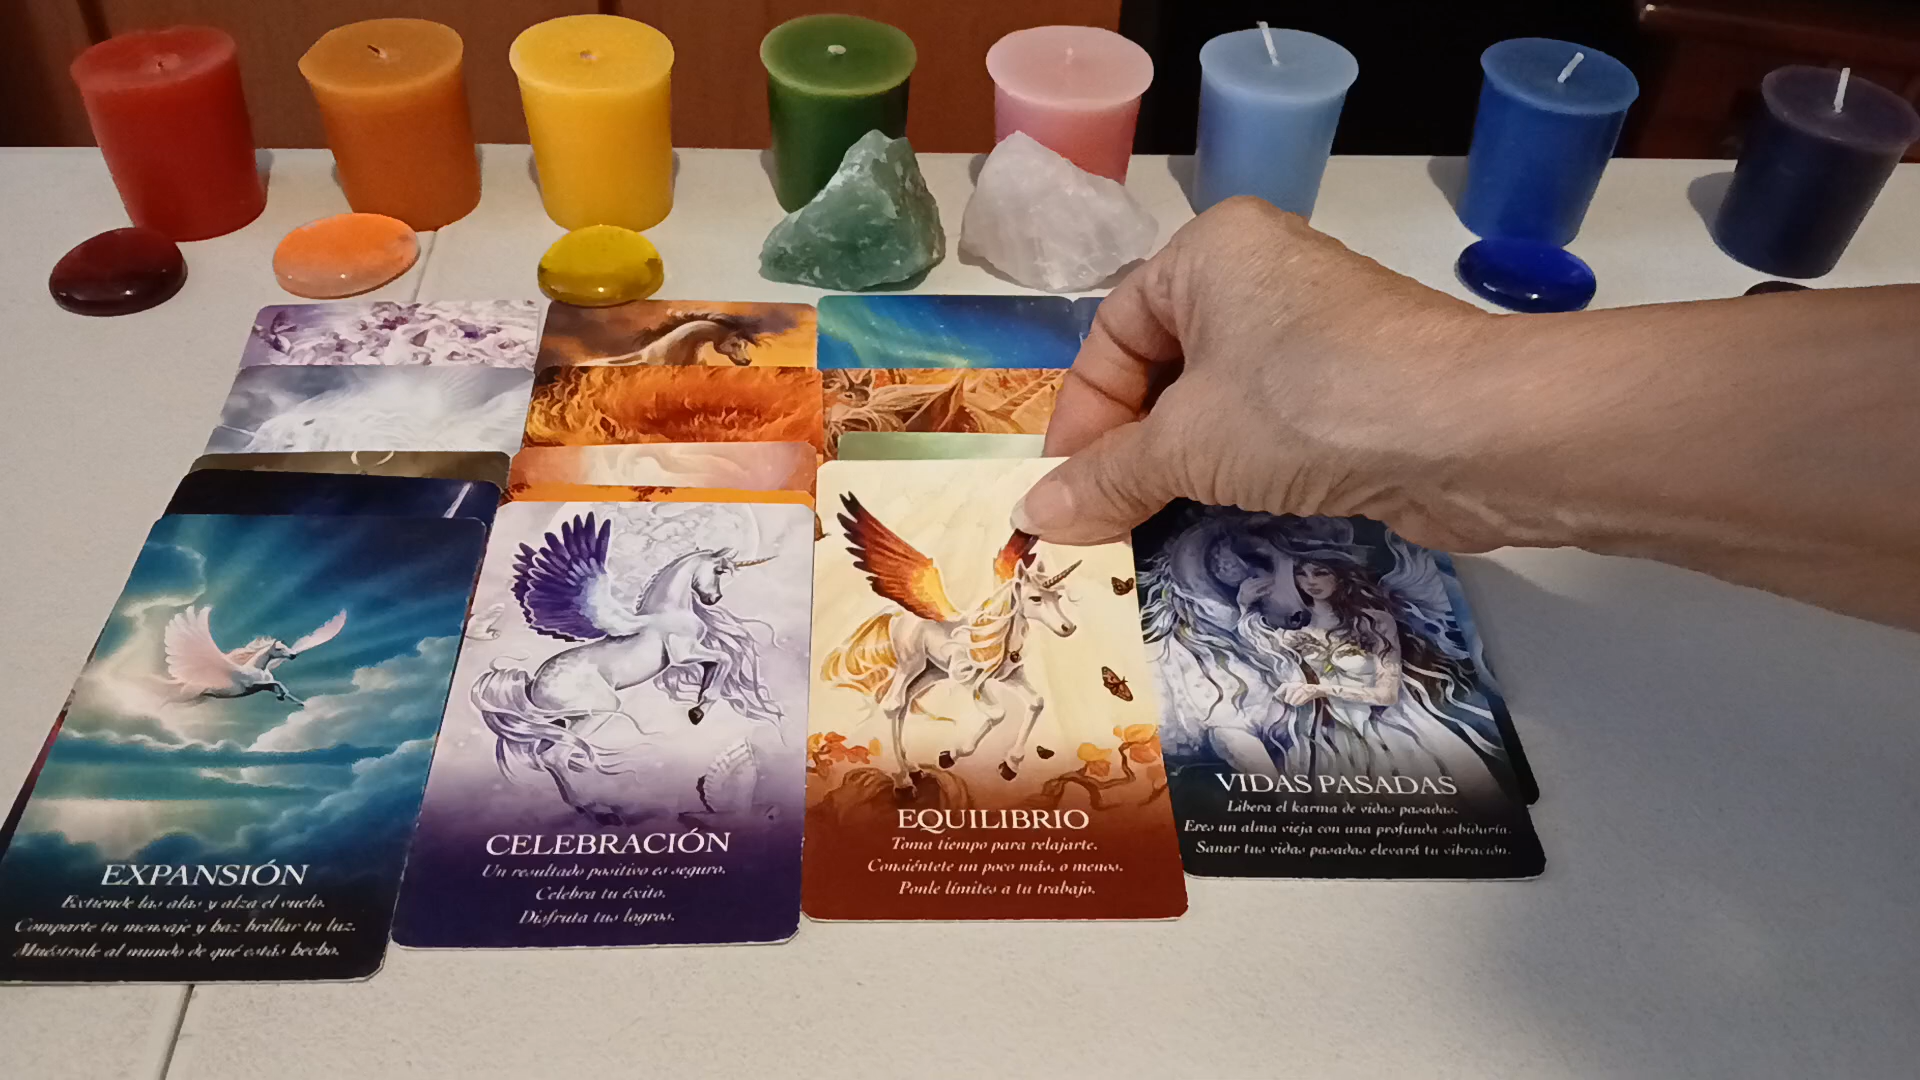 EXPANSIÓN
Extiende las alas y alza el vuelo.
Comparte tu mensaje y haz brillar tu luz.
Muéstrale al mundo de qué estás hecho.
CELEBRACIÓN
Un resultado positivo es seguro.
Celebra tu éxito.
Disfruta tus logros.
EQUILIBRIO
Toma tiempo para relajarte.
Consiéntete un poco más, o menos.
Ponle límites a tu trabajo.
VIDAS PASADAS
Libera el karma de vidas pasadas.
Eres un alma vieja con una profunda sabiduría.
Sanar tus vidas pasadas elevará tu vibración.